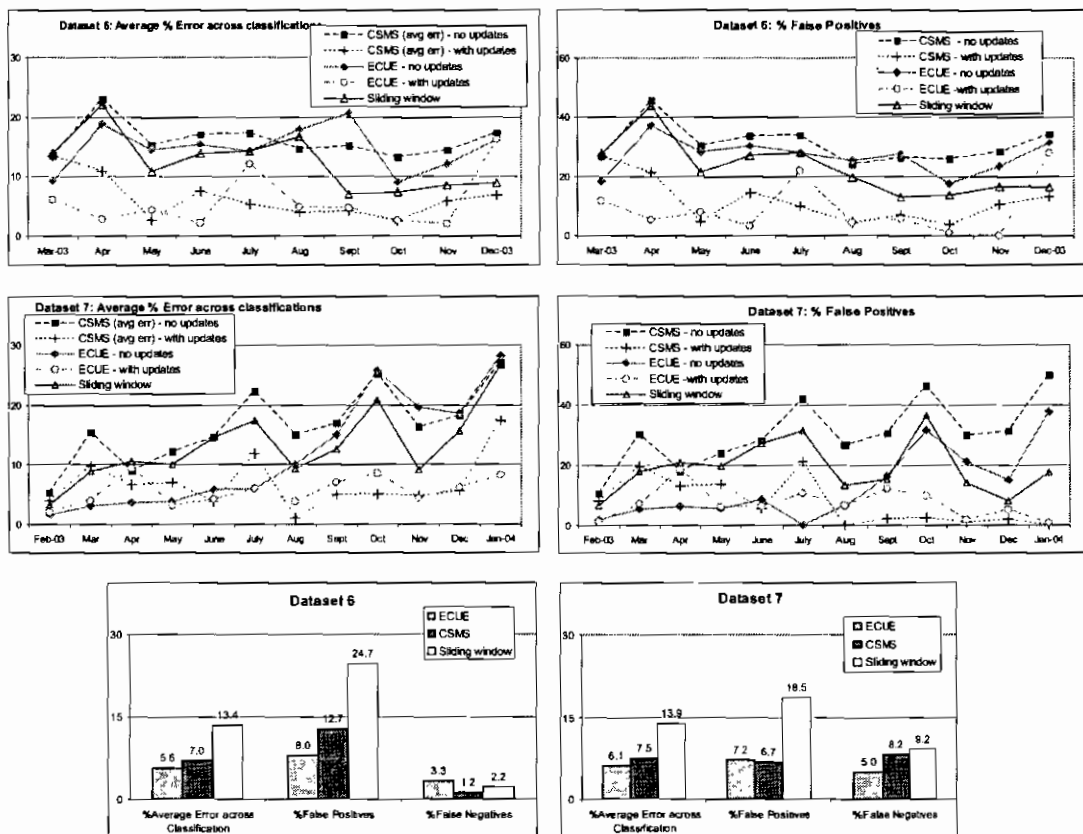 Dataset 6: Average % Error across classifications
CSMS (avg err) - no updates
CSMS (avg err) - with updates
ECUE - no updates
ECUE - with updates
Sliding window
30
20
10
0
Mar-03 Apr May June July Aug Sept Oct Nov Dec-03
Dataset 6: % False Positives
CSMS - no updates
CSMS - with updates
ECUE - no updates
ECUE - with updates
Sliding window
60
40
20
0
Mar-03 Apr May June July Aug Sept Oct Nov Dec-03
Dataset 7: Average % Error across classifications
CSMS (avg err) - no updates
CSMS (avg err) - with updates
ECUE - no updates
ECUE - with updates
Sliding window
30
20
10
0
Feb-03 Mar Apr May June July Aug Sept Oct Nov Dec Jan-04
Dataset 7: % False Positives
CSMS - no updates
CSMS - with updates
ECUE - no updates
ECUE - with updates
Sliding window
60
40
20
0
Feb-03 Mar Apr May June July Aug Sept Oct Nov Dec Jan-04
Dataset 6
ECUE
CSMS
Sliding window
30
15
0
5.6 7.0 13.4
8.0 12.7 24.7
3.3 1.2 2.2
%Average Error across Classification
%False Positives
%False Negatives
Dataset 7
ECUE
CSMS
Sliding window
30
15
0
6.1 7.5 13.9
7.2 6.7 18.5
5.0 8.2 9.2
%Average Error across Classification
%False Positives
%False Negatives